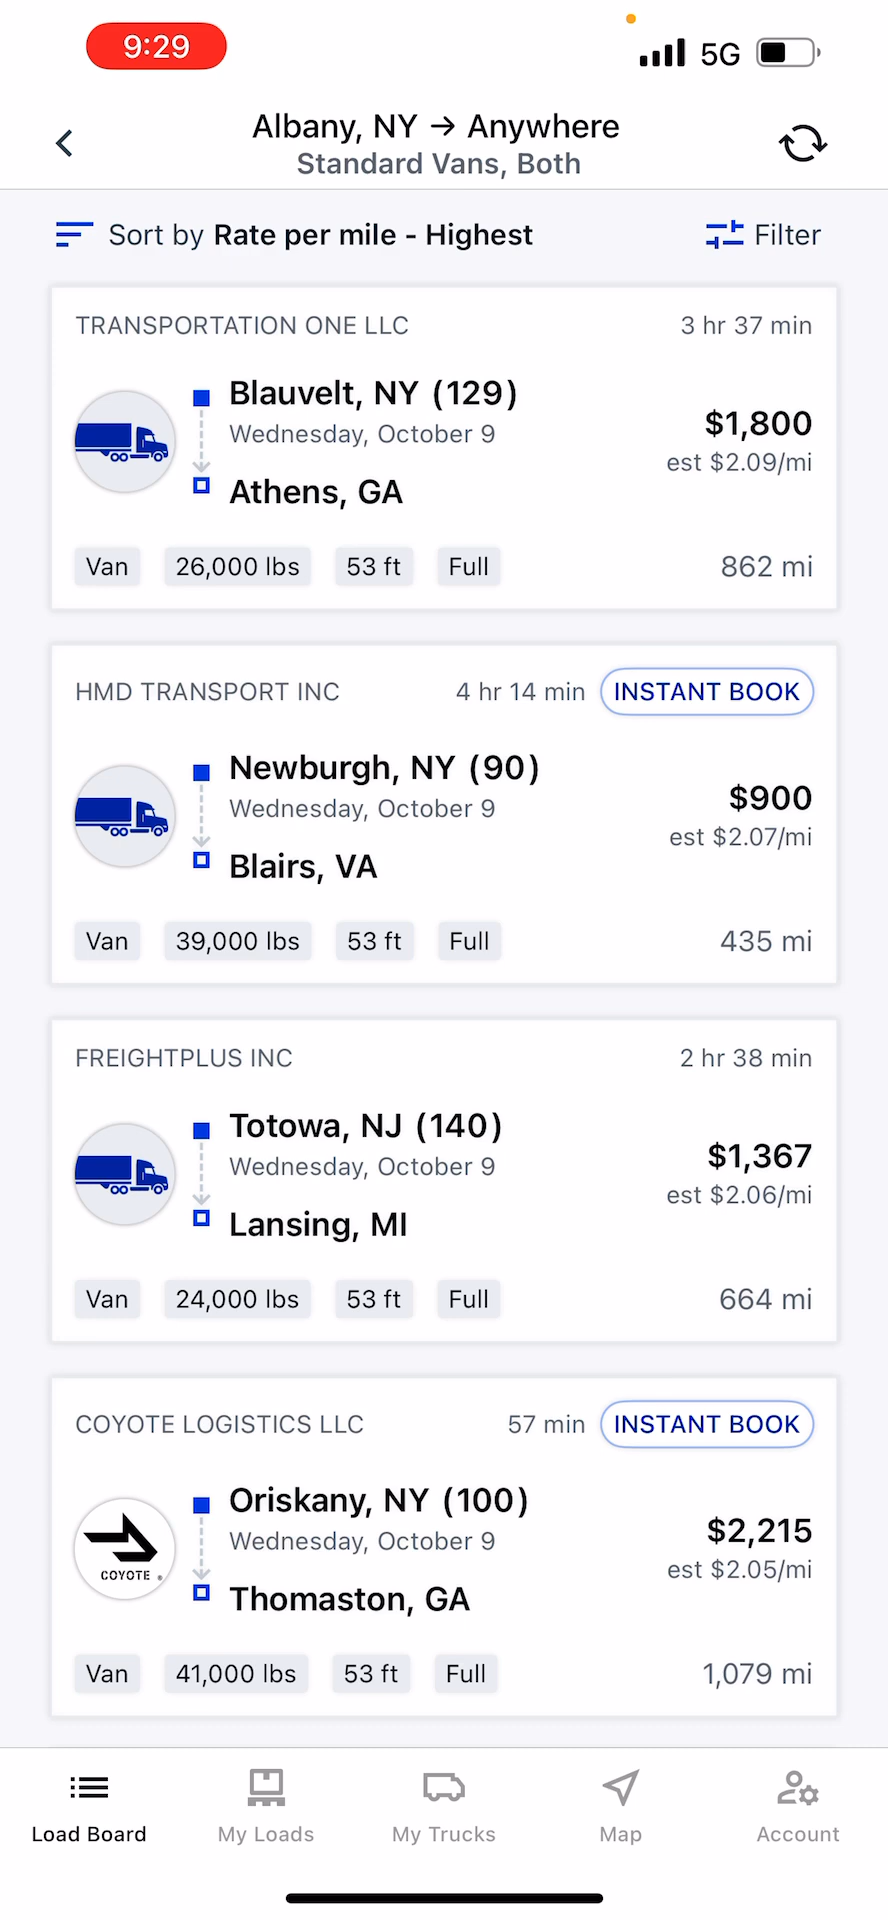 9:29
5G
Albany, NY → Anywhere
Standard Vans, Both
Sort by Rate per mile - Highest
Filter
TRANSPORTATION ONE LLC
3 hr 37 min
Blauvelt, NY (129)
Wednesday, October 9
$1,800
est $2.09/mi
Athens, GA
Van 26,000 lbs 53 ft Full 862 mi
HMD TRANSPORT INC
4 hr 14 min INSTANT BOOK
Newburgh, NY (90)
Wednesday, October 9
$900
est $2.07/mi
Blairs, VA
Van 39,000 lbs 53 ft Full 435 mi
FREIGHTPLUS INC
2 hr 38 min
Totowa, NJ (140)
Wednesday, October 9
$1,367
est $2.06/mi
Lansing, MI
Van 24,000 lbs 53 ft Full 664 mi
COYOTE LOGISTICS LLC
57 min INSTANT BOOK
Oriskany, NY (100)
Wednesday, October 9
$2,215
est $2.05/mi
COYOTE
Thomaston, GA
Van 41,000 lbs 53 ft Full 1,079 mi
Load Board My Loads My Trucks Map Account